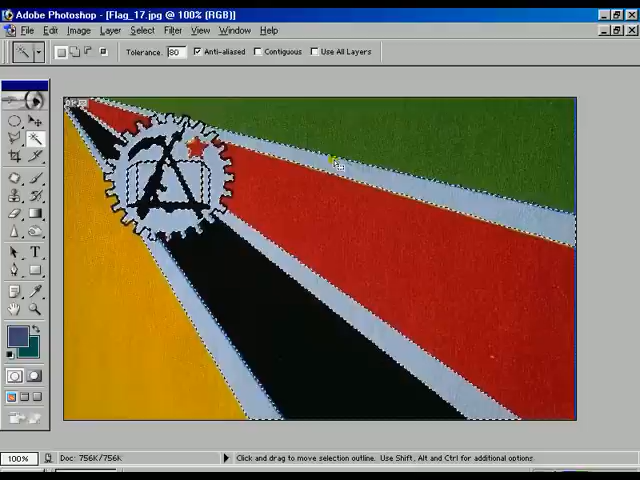 Adobe Photoshop - [Flag_17.jpg @ 100% (RGB)]
File Edit Image Layer Select Filter View Window Help
Tolerance: 80 Anti-aliased Contiguous Use All Layers
T
100% Doc: 756K/756K Click and drag to move selection outline. Use Shift, Alt and Ctrl for additional options